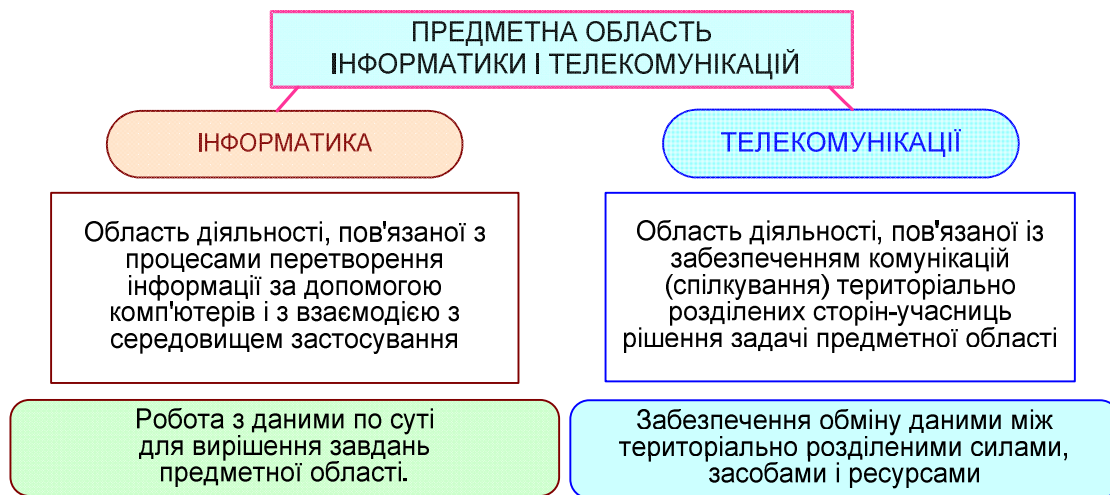 ПРЕДМЕТНА ОБЛАСТЬ
ІНФОРМАТИКИ І ТЕЛЕКОМУНІКАЦІЙ
ІНФОРМАТИКА
Область діяльності, пов'язаної з
процесами перетворення
інформації за допомогою
комп'ютерів і з взаємодією з
середовищем застосування
Робота з даними по суті
для вирішення завдань
предметної області.
ТЕЛЕКОМУНІКАЦІЇ
Область діяльності, пов'язаної із
забезпеченням комунікацій
(спілкування) територіально
розділених сторін-учасниць
рішення задачі предметної області
Забезпечення обміну даними між
територіально розділеними силами,
засобами і ресурсами